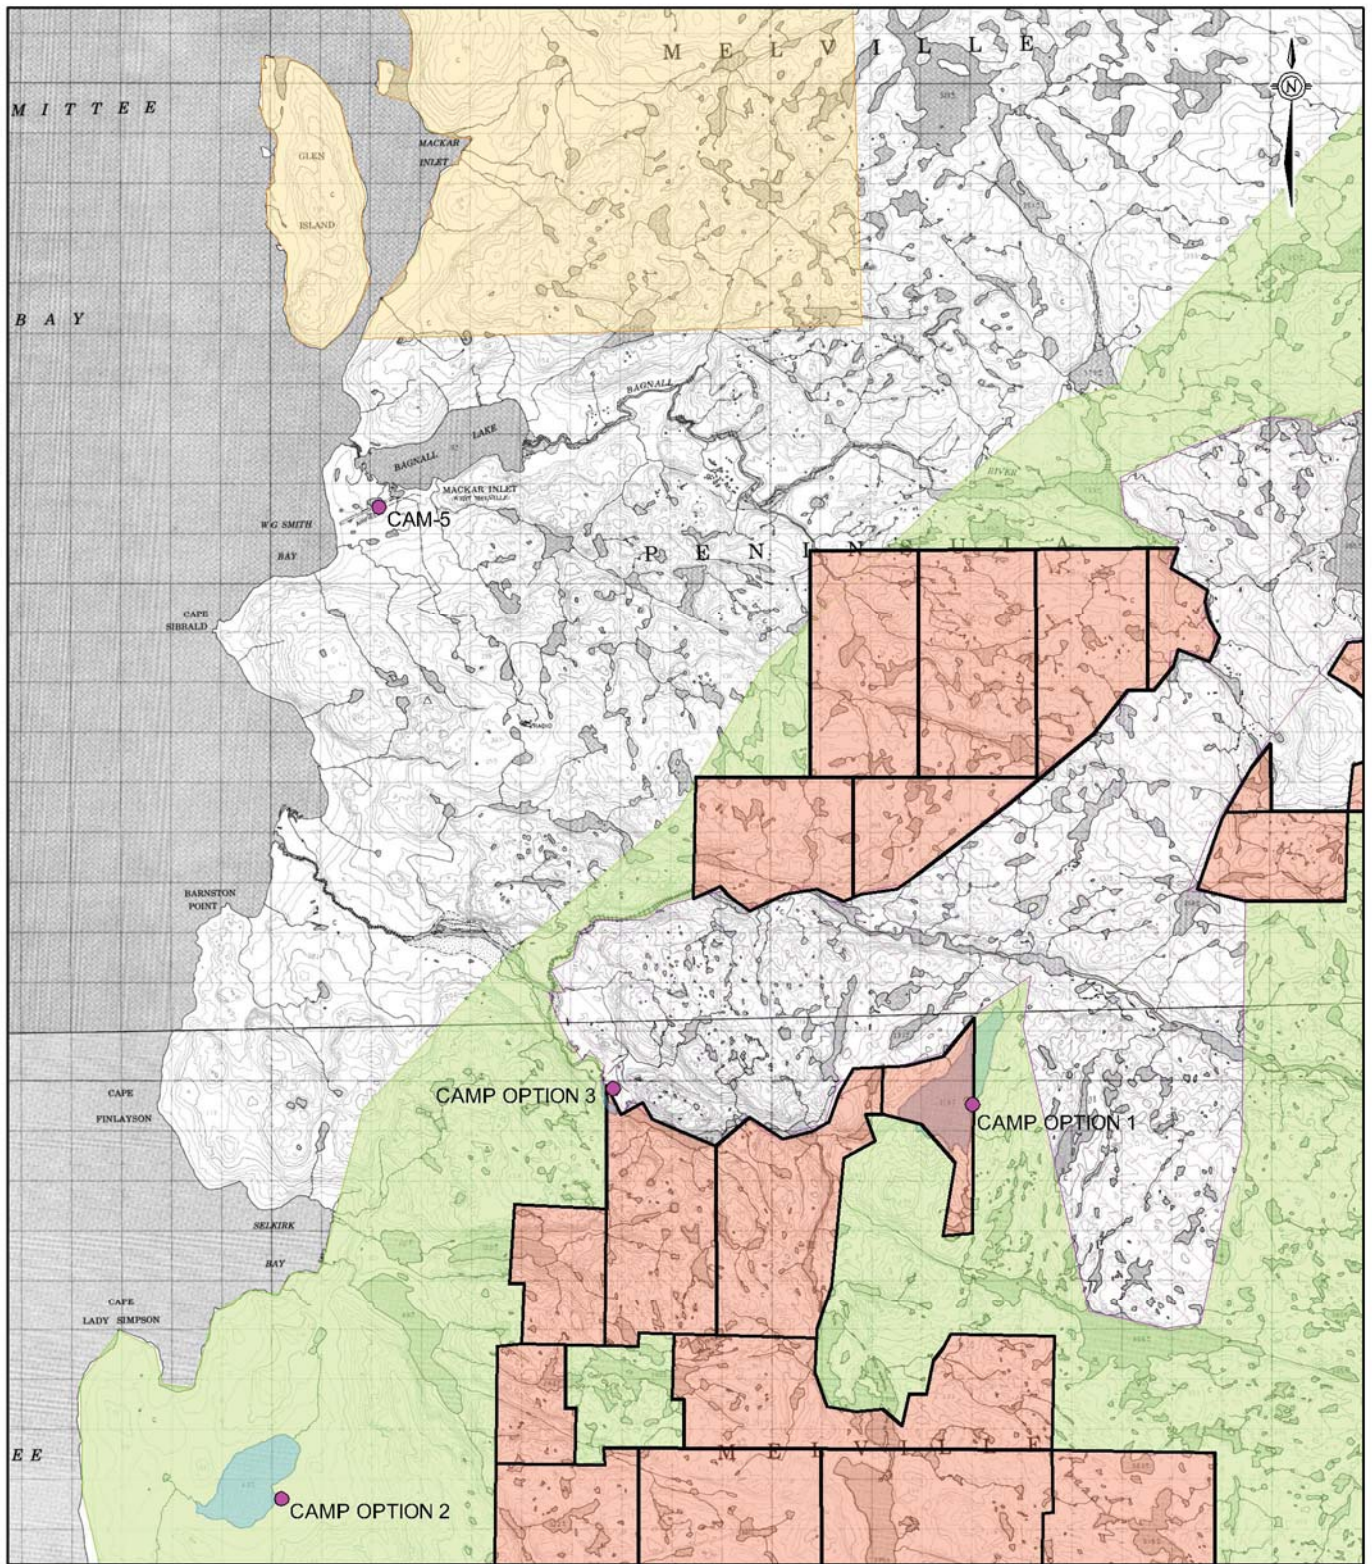 M E L V I L L E
N
M I T T E E
MACKAR
INLET
GLEN
ISLAND
B A Y
BAGNALL
LAKE
BAGNALL
RIVER
MACKAR INLET
CAM-5
W G SMITH
BAY
P E N I N S U L A
CAPE
SIBBALD
RADIO
BARNSTON
POINT
CAPE
FINLAYSON
CAMP OPTION 3
CAMP OPTION 1
SELKIRK
BAY
CAPE
LADY SIMPSON
E E
M E L V I L L E
CAMP OPTION 2